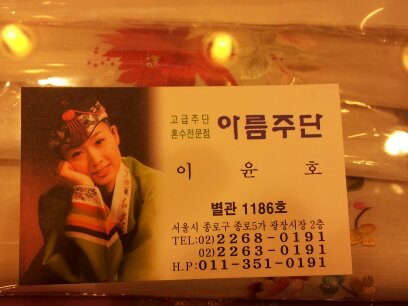 고급주단
혼수전문점
아름주단
이 윤 호
별관 1186호
서울시 종로구 종로5가 광장시장 2층
TEL:02)2268-0191
02)2263-0191
H.P:011-351-0191